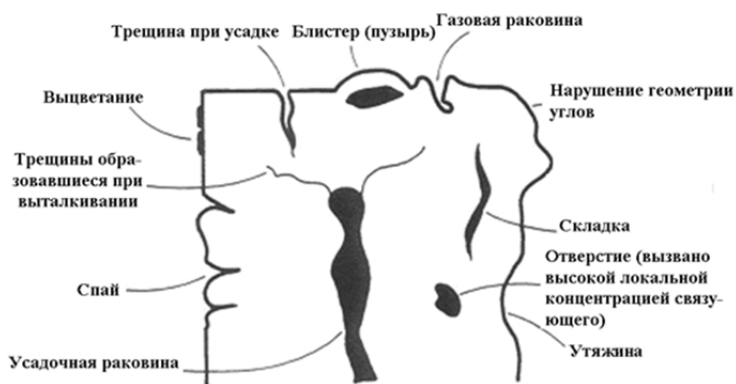 Трещина при усадке
Блистер (пузырь)
Газовая раковина
Выцветание
Нарушение геометрии
углов
Трещины обра-
зовавшиеся при
выталкивании
Складка
Спай
Отверстие (вызвано
высокой локальной
концентрацией связу-
ющего)
Усадочная раковина
Утяжина